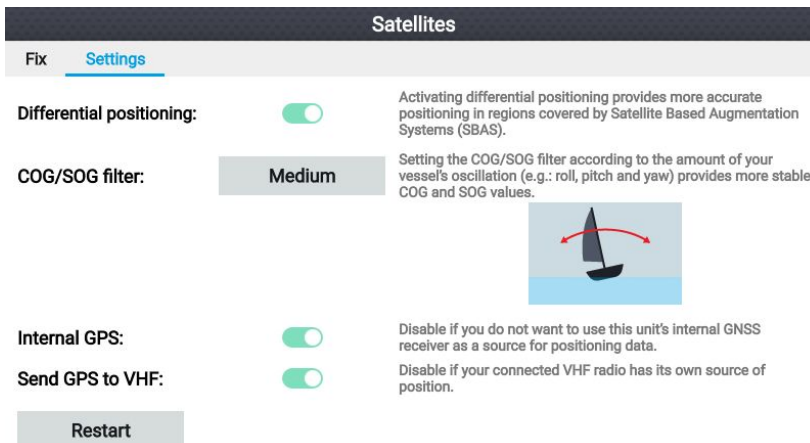 Satellites
Fix
Settings
Differential positioning:
Activating differential positioning provides more accurate
positioning in regions covered by Satellite Based Augmentation
Systems (SBAS).
COG/SOG filter:
Medium
Setting the COG/SOG filter according to the amount of your
vessel's oscillation (e.g.: roll, pitch and yaw) provides more stable
COG and SOG values.
Internal GPS:
Disable if you do not want to use this unit's internal GNSS
receiver as a source for positioning data.
Send GPS to VHF:
Disable if your connected VHF radio has its own source of
position.
Restart